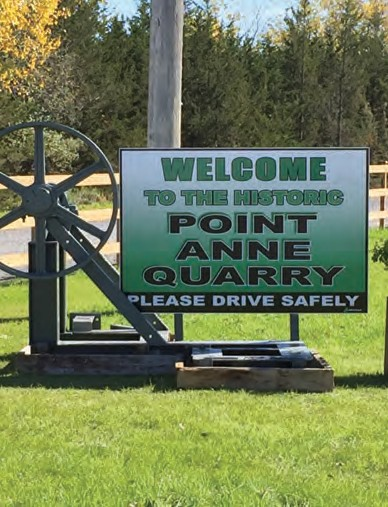 WELCOME
TO THE HISTORIC
POINT
ANNE
QUARRY
PLEASE DRIVE SAFELY